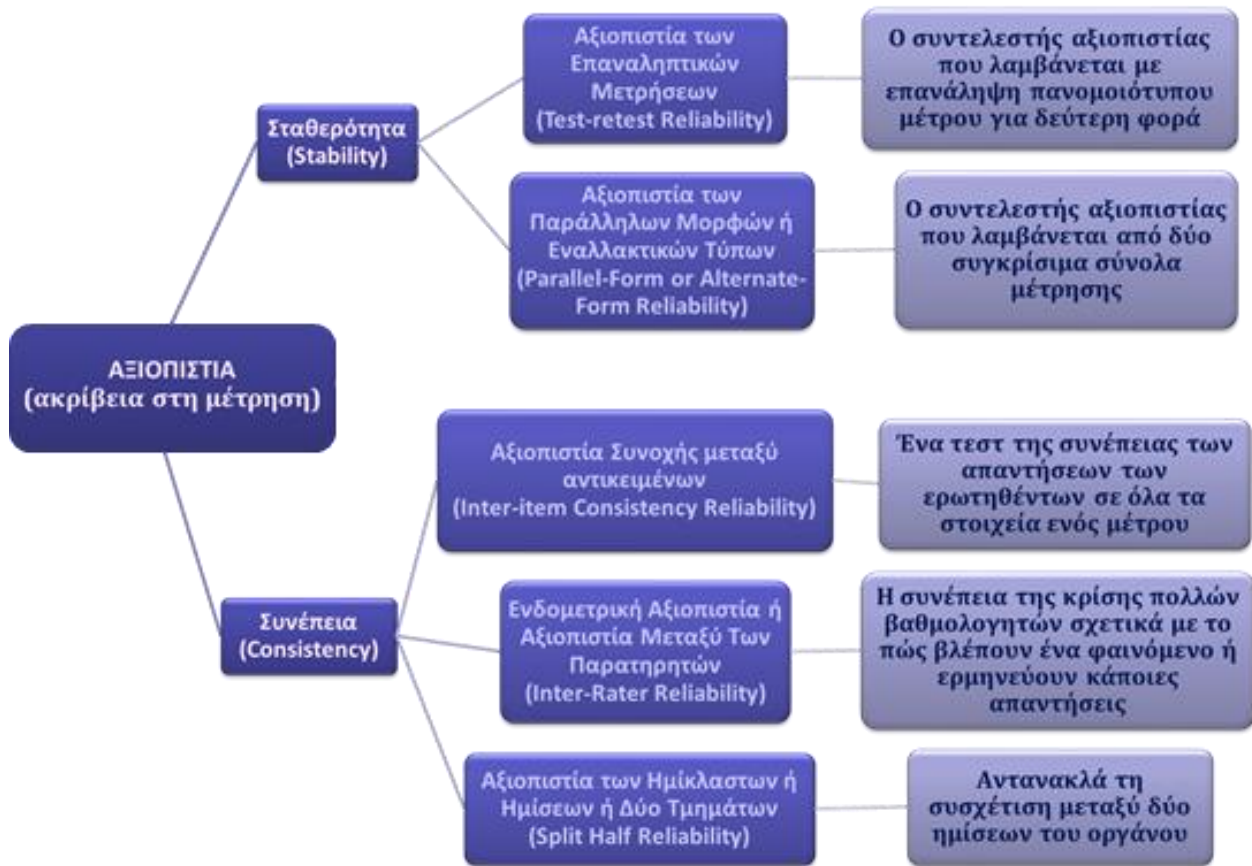 ΑΞΙΟΠΙΣΤΙΑ
(ακρίβεια στη μέτρηση)
Σταθερότητα
(Stability)
Αξιοπιστία των
Επαναληπτικών
Μετρήσεων
(Test-retest Reliability)
Ο συντελεστής αξιοπιστίας
που λαμβάνεται με
επανάληψη πανομοιότυπου
μέτρου για δεύτερη φορά
Αξιοπιστία των
Παράλληλων Μορφών ή
Εναλλακτικών Τύπων
(Parallel-Form or Alternate-
Form Reliability)
Ο συντελεστής αξιοπιστίας
που λαμβάνεται από δύο
συγκρίσιμα σύνολα
μέτρησης
Συνέπεια
(Consistency)
Αξιοπιστία Συνοχής μεταξύ
αντικειμένων
(Inter-item Consistency Reliability)
Ένα τεστ της συνέπειας των
απαντήσεων των
ερωτηθέντων σε όλα τα
στοιχεία ενός μέτρου
Ενδομετρική Αξιοπιστία ή
Αξιοπιστία Μεταξύ Των
Παρατηρητών
(Inter-Rater Reliability)
Η συνέπεια της κρίσης πολλών
βαθμολογητών σχετικά με το
πώς βλέπουν ένα φαινόμενο ή
ερμηνεύουν κάποιες
απαντήσεις
Αξιοπιστία των Ημίκλαστων ή
Ημίσεων ή Δύο Τμημάτων
(Split Half Reliability)
Αντανακλά τη
συσχέτιση μεταξύ δύο
ημίσεων του οργάνου